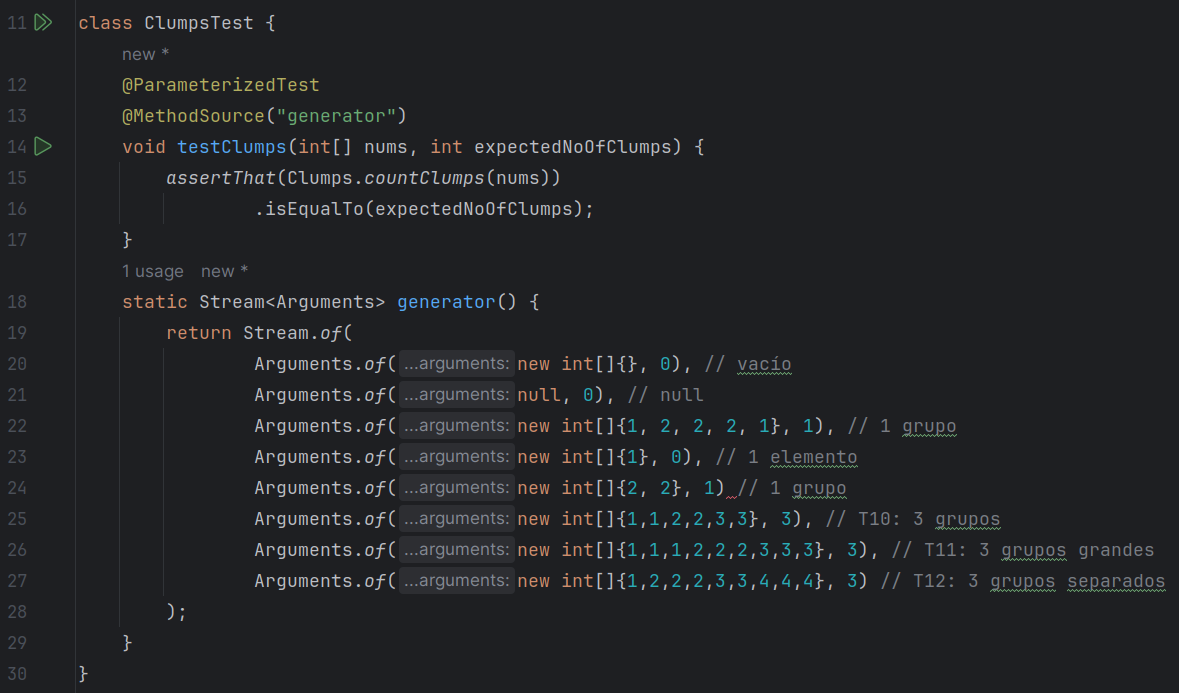 11 class ClumpsTest {
new *
12 @ParameterizedTest
13 @MethodSource("generator")
14 void testClumps(int[] nums, int expectedNoOfClumps) {
15 assertThat(Clumps.countClumps(nums))
16 .isEqualTo(expectedNoOfClumps);
17 }
1 usage new *
18 static Stream<Arguments> generator() {
19 return Stream.of(
20 Arguments.of( ...arguments: new int[]{}, 0), // vacío
21 Arguments.of( ...arguments: null, 0), // null
22 Arguments.of( ...arguments: new int[]{1, 2, 2, 2, 1}, 1), // 1 grupo
23 Arguments.of( ...arguments: new int[]{1}, 0), // 1 elemento
24 Arguments.of( ...arguments: new int[]{2, 2}, 1) // 1 grupo
25 Arguments.of( ...arguments: new int[]{1,1,2,2,3,3}, 3), // T10: 3 grupos
26 Arguments.of( ...arguments: new int[]{1,1,1,2,2,2,3,3,3}, 3), // T11: 3 grupos grandes
27 Arguments.of( ...arguments: new int[]{1,2,2,2,3,3,4,4,4}, 3) // T12: 3 grupos separados
28 );
29 }
30 }